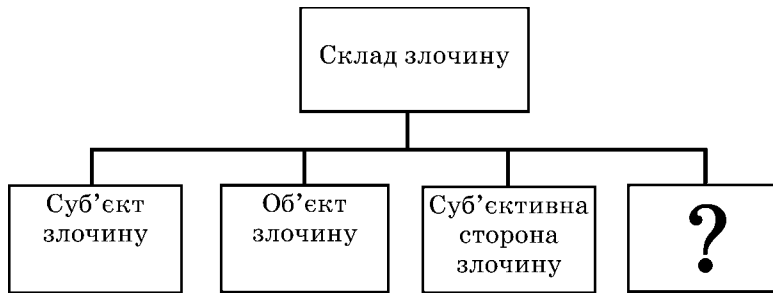 Склад злочину
Суб’єкт
злочину
Об’єкт
злочину
Суб’єктивна
сторона
злочину
?